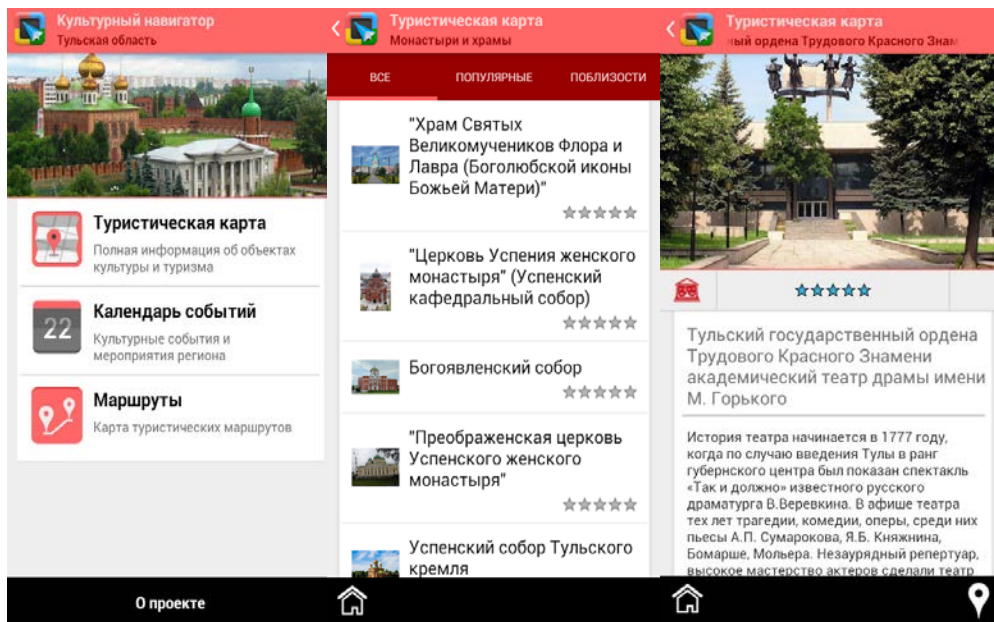 Культурный навигатор
Тульская область
Туристическая карта
Полная информация об объектах
культуры и туризма
22
Календарь событий
Культурные события и
мероприятия региона
Маршруты
Карта туристических маршрутов
О проекте
Туристическая карта
Монастыри и храмы
ВСЕ
ПОПУЛЯРНЫЕ
ПОБЛИЗОСТИ
"Храм Святых
Великомучеников Флора и
Лавра (Боголюбской иконы
Божьей Матери)"
"Церковь Успения женского
монастыря" (Успенский
кафедральный собор)
Богоявленский собор
"Преображенская церковь
Успенского женского
монастыря"
Успенский собор Тульского
кремля
Туристическая карта
ный ордена Трудового Красного Знам
Тульский государственный ордена
Трудового Красного Знамени
академический театр драмы имени
М. Горького
История театра начинается в 1777 году,
когда по случаю введения Тулы в ранг
губернского центра был показан спектакль
«Так и должно» известного русского
драматурга В.Веревкина. В афише театра
тех лет трагедии, комедии, оперы, среди них
пьесы А.П. Сумарокова, Я.Б. Княжнина,
Бомарше, Мольера. Незаурядный репертуар,
высокое мастерство актеров сделали театр